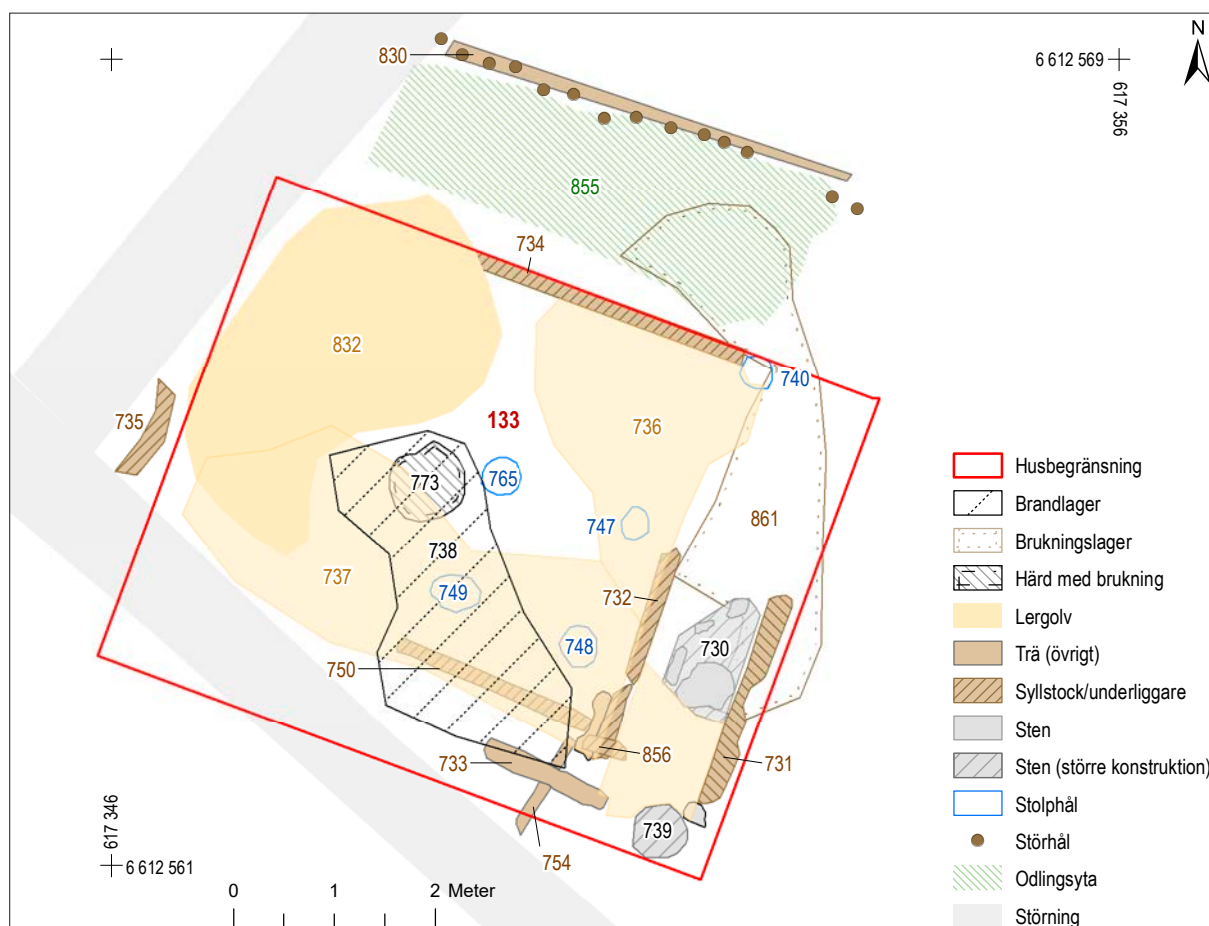 N
830
6 612 569
617 356
855
734
832
740
735
133
736
773
765
747
861
738
737
749
732
748
730
750
856
733
731
739
754
617 346
6 612 561
0 1 2 Meter
Husbegränsning
Brandlager
Brukningslager
Härd med brukning
Lergolv
Trä (övrigt)
Syllstock/underliggare
Sten
Sten (större konstruktion)
Stolphål
Störhål
Odlingsyta
Störning